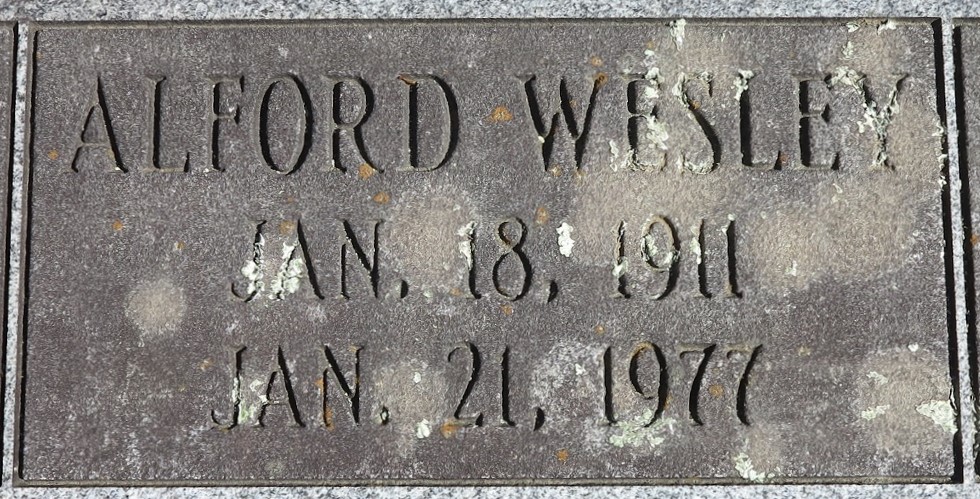 ALFORD WESLEY
JAN. 18, 1911
JAN. 21, 1977